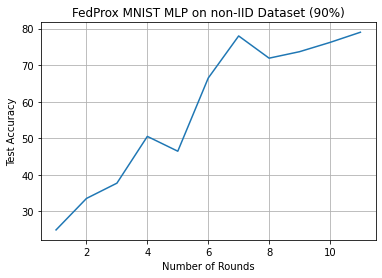 FedProx MNIST MLP on non-IID Dataset (90%)
80
70
60
50
40
30
Test Accuracy
2 4 6 8 10
Number of Rounds